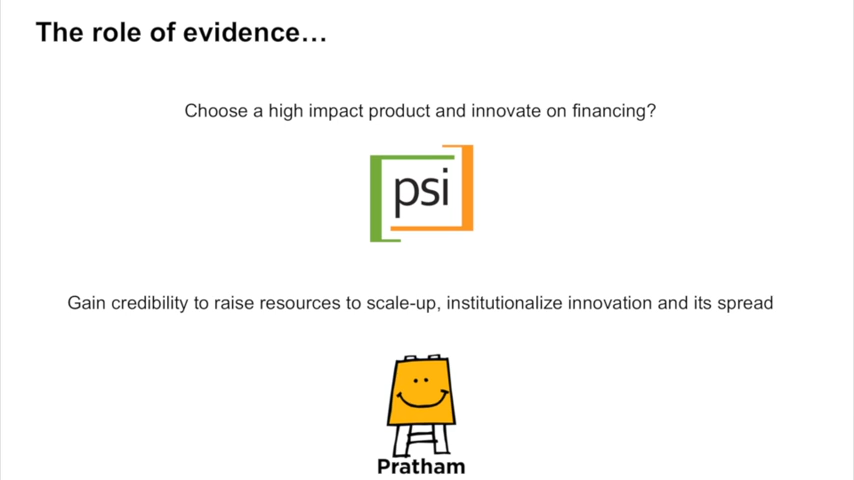 The role of evidence…
Choose a high impact product and innovate on financing?
psi
Gain credibility to raise resources to scale-up, institutionalize innovation and its spread
Pratham